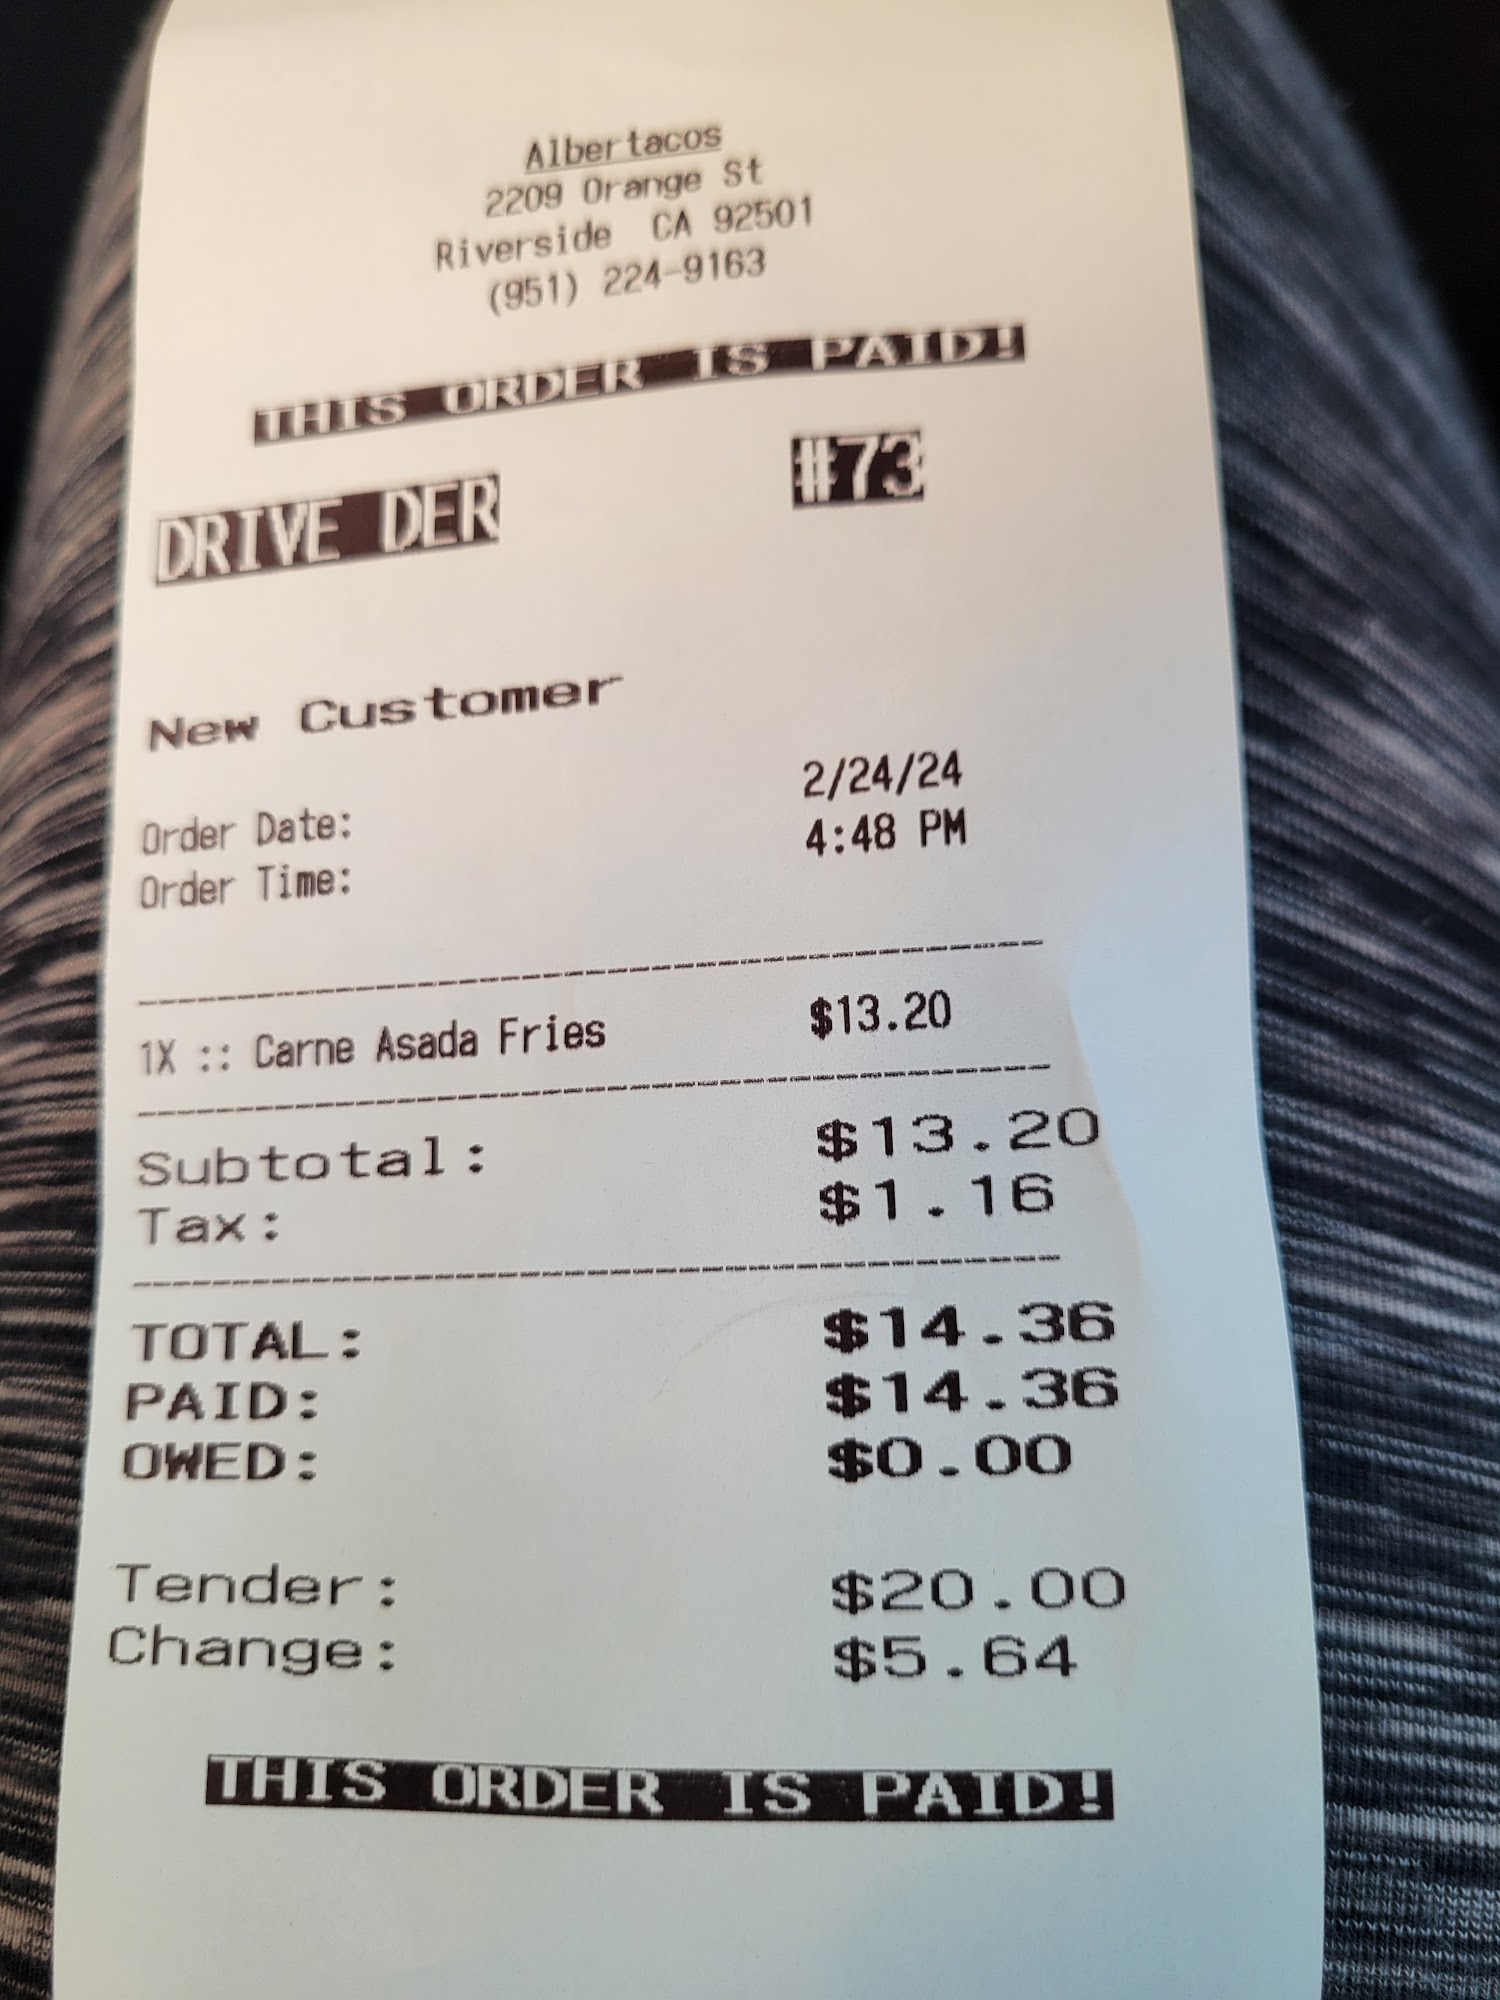 Albertacos
2209 Orange St
Riverside CA 92501
(951) 224-9163
THIS ORDER IS PAID!
DRIVE DER #73
New Customer
Order Date: 2/24/24
Order Time: 4:48 PM
1X :: Carne Asada Fries $13.20
Subtotal: $13.20
Tax: $1.16
TOTAL: $14.36
PAID: $14.36
OWED: $0.00
Tender: $20.00
Change: $5.64
THIS ORDER IS PAID!